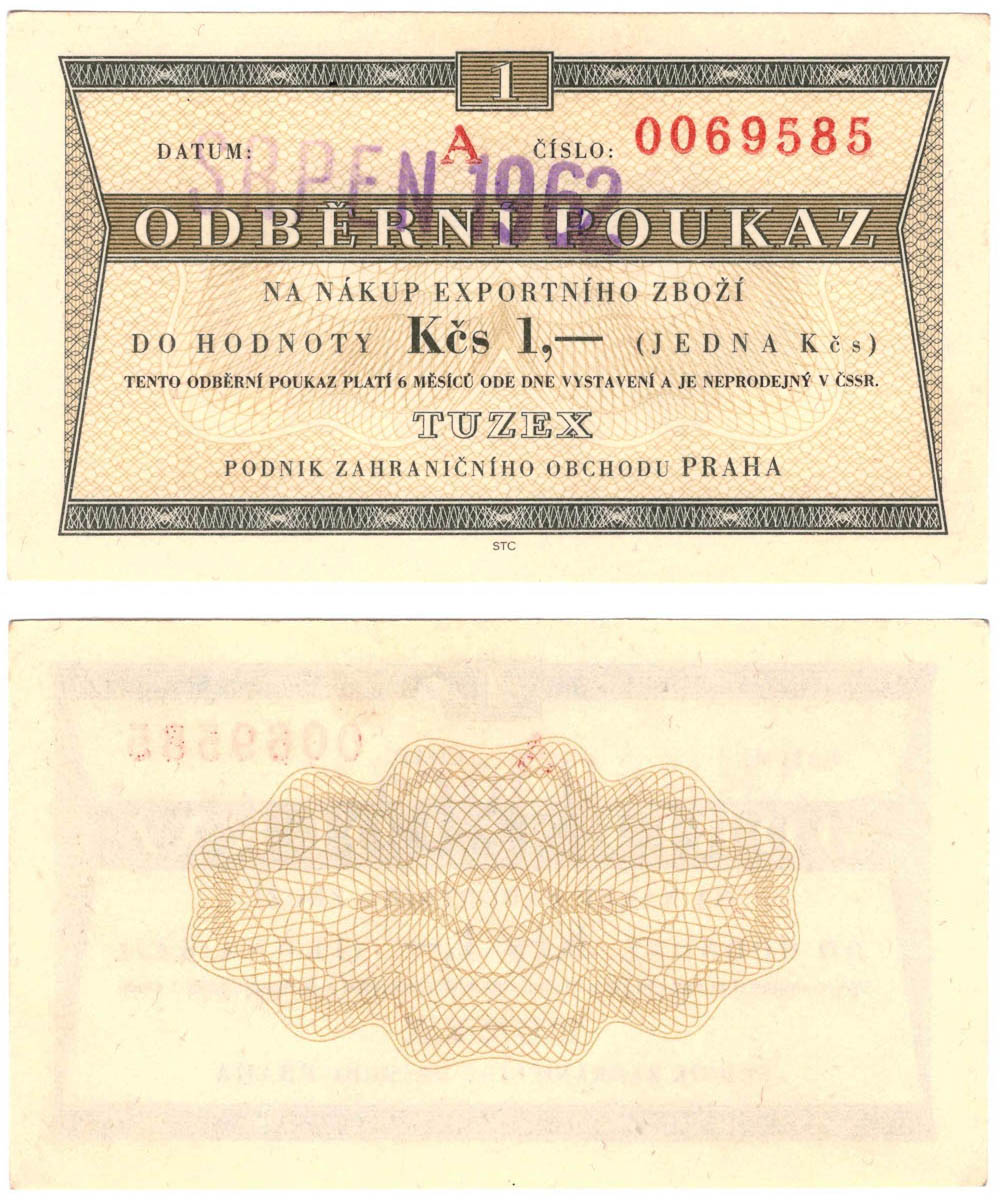 1
DATUM: A ČÍSLO: 0069585
SRPEN 1962
ODBĚRNÍ POUKAZ
NA NÁKUP EXPORTNÍHO ZBOŽÍ
DO HODNOTY Kčs 1,— (JEDNA Kčs)
TENTO ODBĚRNÍ POUKAZ PLATÍ 6 MĚSÍCŮ ODE DNE VYSTAVENÍ A JE NEPRODEJNÝ V ČSSR.
TUZEX
PODNIK ZAHRANIČNÍHO OBCHODU PRAHA
STC